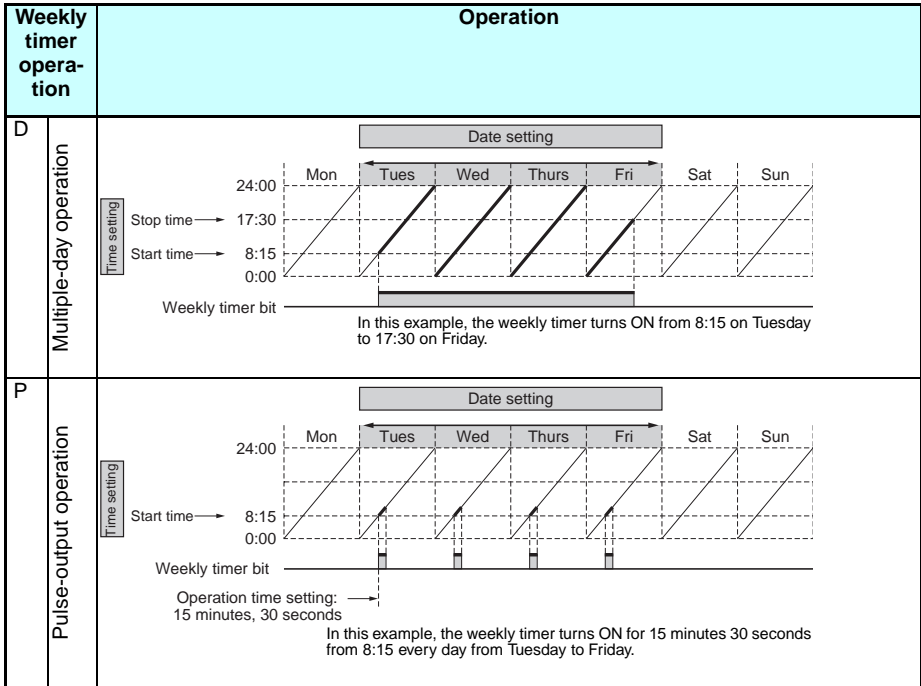 Weekly
timer
opera-
tion
Operation
D
Multiple-day operation
Date setting
Mon Tues Wed Thurs Fri Sat Sun
24:00
Time setting
Stop time 17:30
Start time 8:15
0:00
Weekly timer bit
In this example, the weekly timer turns ON from 8:15 on Tuesday
to 17:30 on Friday.
P
Pulse-output operation
Date setting
Mon Tues Wed Thurs Fri Sat Sun
24:00
Time setting
Start time 8:15
0:00
Weekly timer bit
Operation time setting:
15 minutes, 30 seconds
In this example, the weekly timer turns ON for 15 minutes 30 seconds
from 8:15 every day from Tuesday to Friday.